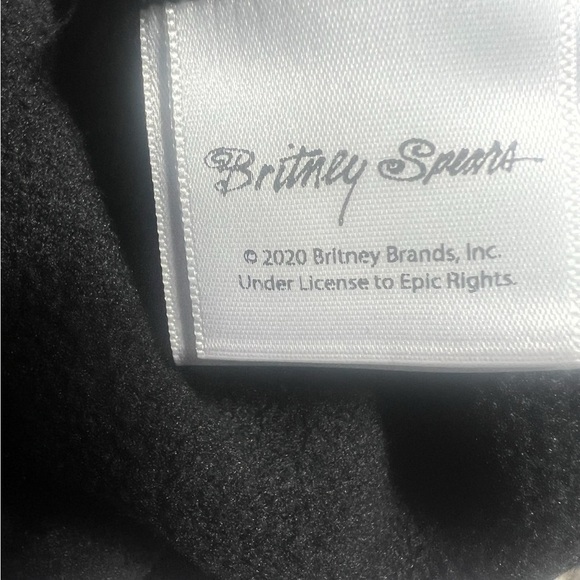 Britney Spears
© 2020 Britney Brands, Inc.
Under License to Epic Rights.